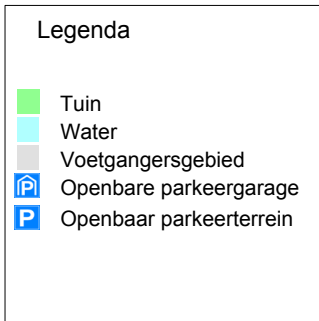 Legenda
Tuin
Water
Voetgangersgebied
P Openbare parkeergarage
P Openbaar parkeerterrein